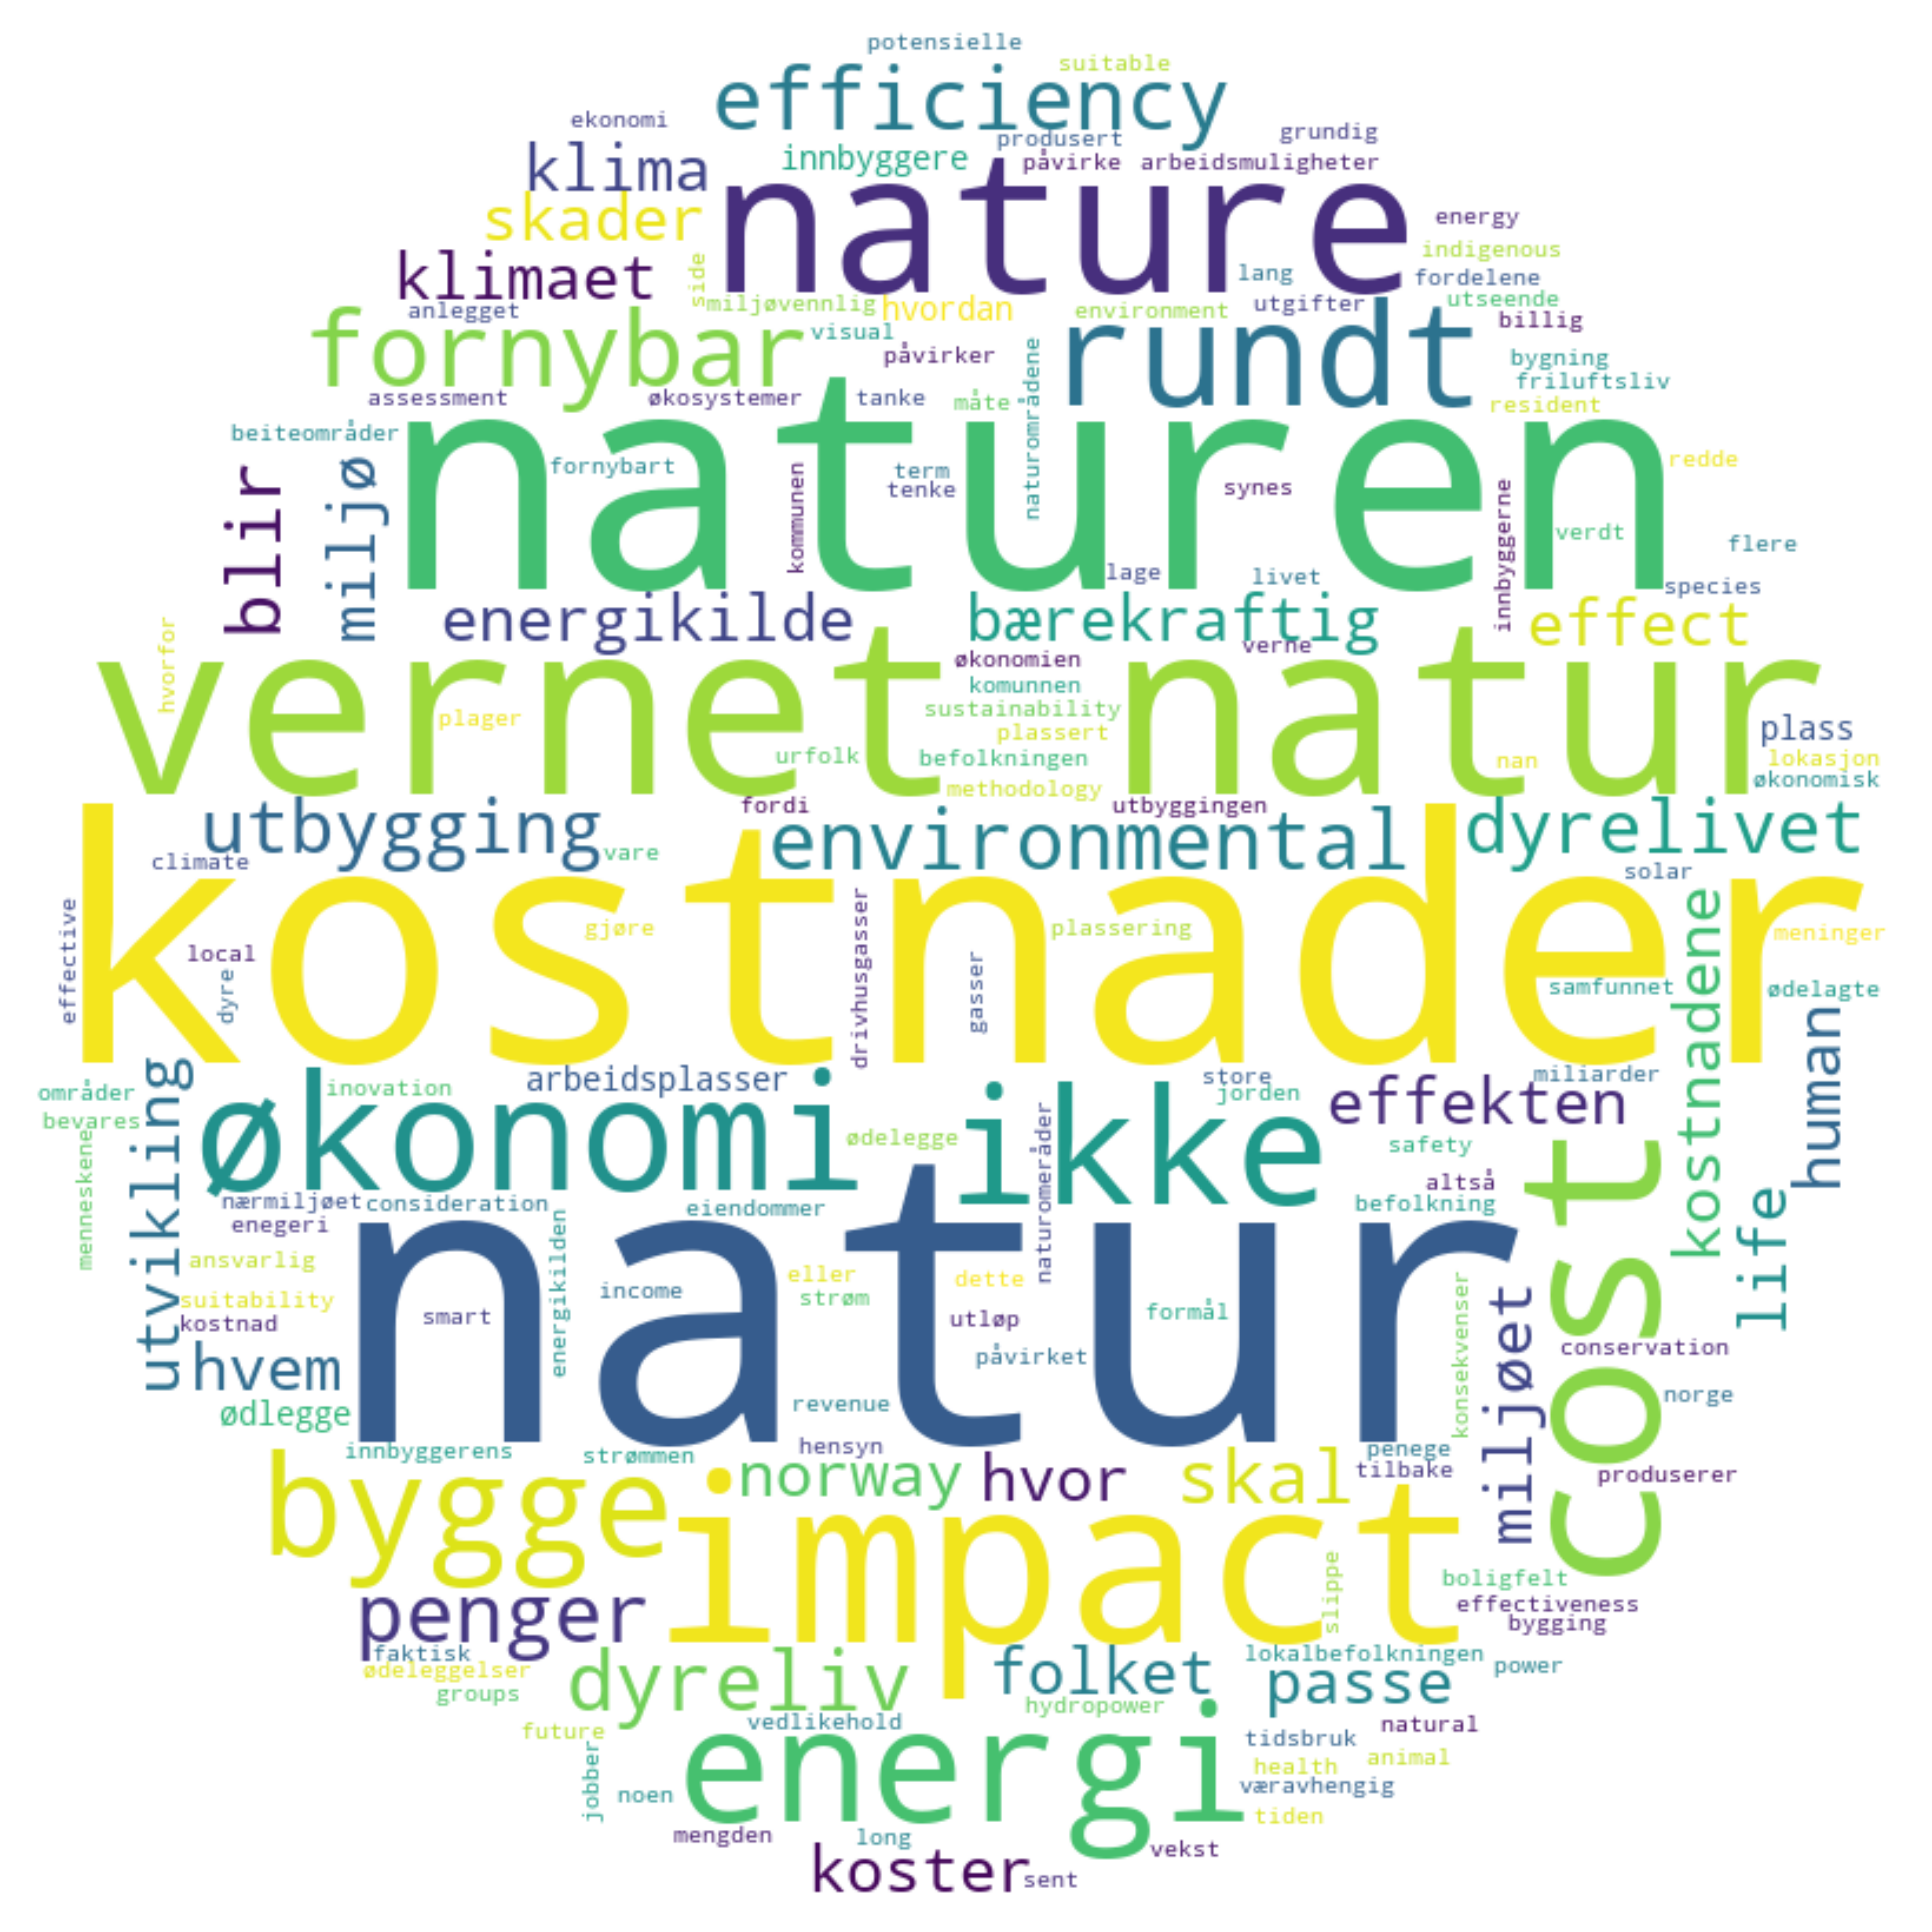 potensielle
suitable
efficiency
ekonomi
grundig
produsert
klima
innbyggere
påvirke
arbeidsmuligheter
nature
skader
energy
indigenous
klimaet
side
lang
fordelene
miljøvennlig
hvordan
environment
utgifter
utseende
anlegget
billig
fornybar
visual
rundt
påvirker
bygning
friluftsliv
assessment
økosystemer
tanke
måte
naturområdene
resident
beiteområder
naturen
blir
miljø
fornybart
kommunen
term
tenke
synes
innbyggerne
redde
verdt
flere
lage
livet
species
energikilde
bærekraftig
effect
verne
hvorfor
vernet natur
økonomien
komunnen
sustainability
plager
plassert
plass
urfolk
befolkningen
nan
lokasjon
økonomisk
methodology
fordi
utbyggingen
utbygging
environmental
dyrelivet
vare
climate
solar
kostnader
effective
gjøre
drivhusgasser
plassering
kostnadene
meninger
local
dyre
gasser
samfunnet
ødelagte
human
utvikling
områder
inovation
arbeidsplasser
store
jorden
miliarder
effekten
bevares
økonomi
ikke
menneskene
ødelegge
naturomeråder
safety
cost
altså
nærmiljøet
consideration
eiendommer
befolkning
life
enegeri
natur
ansvarlig
energikilden
eller
dette
income
strøm
suitability
kostnad
smart
utløp
formål
konsekvenser
miljøet
conservation
hvem
påvirket
norge
ødlegge
revenue
innbyggerens
strømmen
hensyn
penege
tilbake
bygge
norway
hvor
skal
produserer
impact
slippe
boligfelt
penger
effectiveness
bygging
faktisk
ødeleggelser
dyreliv
folket
lokalbefolkningen
passe
power
groups
hydropower
future
vedlikehold
natural
tidsbruk
energi
jobber
health
animal
noen
væravhengig
tiden
mengden
long
vekst
koster
sent